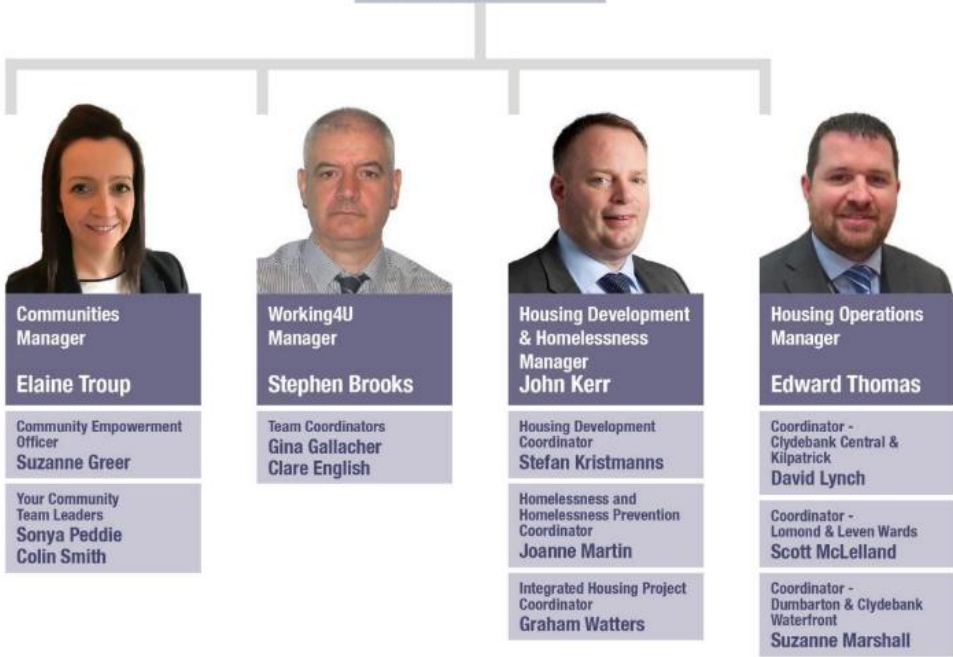 Communities
Manager
Elaine Troup
Community Empowerment
Officer
Suzanne Greer
Your Community
Team Leaders
Sonya Peddie
Colin Smith
Working4U
Manager
Stephen Brooks
Team Coordinators
Gina Gallacher
Clare English
Housing Development
& Homelessness
Manager
John Kerr
Housing Development
Coordinator
Stefan Kristmanns
Homelessness and
Homelessness Prevention
Coordinator
Joanne Martin
Integrated Housing Project
Coordinator
Graham Watters
Housing Operations
Manager
Edward Thomas
Coordinator -
Clydebank Central &
Kilpatrick
David Lynch
Coordinator -
Lomond & Leven Wards
Scott McLelland
Coordinator -
Dumbarton & Clydebank
Waterfront
Suzanne Marshall